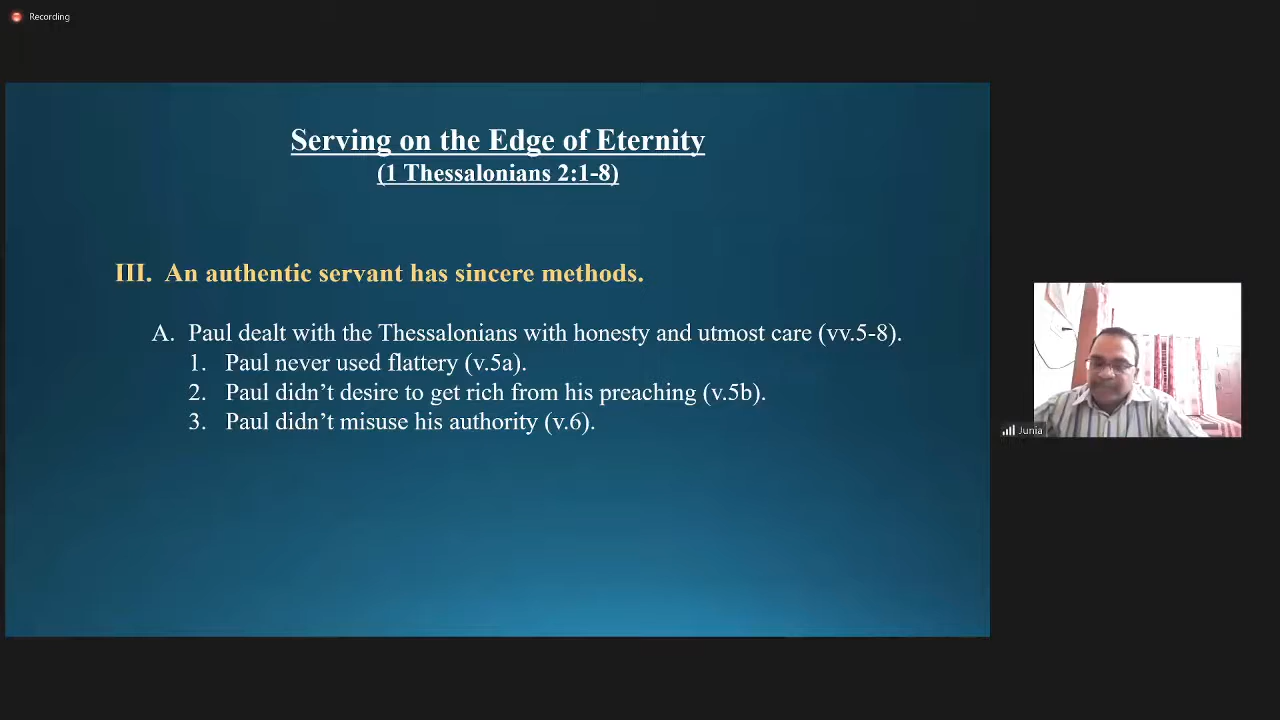 Recording
Serving on the Edge of Eternity
(1 Thessalonians 2:1-8)
III. An authentic servant has sincere methods.
A. Paul dealt with the Thessalonians with honesty and utmost care (vv.5-8).
1. Paul never used flattery (v.5a).
2. Paul didn’t desire to get rich from his preaching (v.5b).
3. Paul didn’t misuse his authority (v.6).
Junia